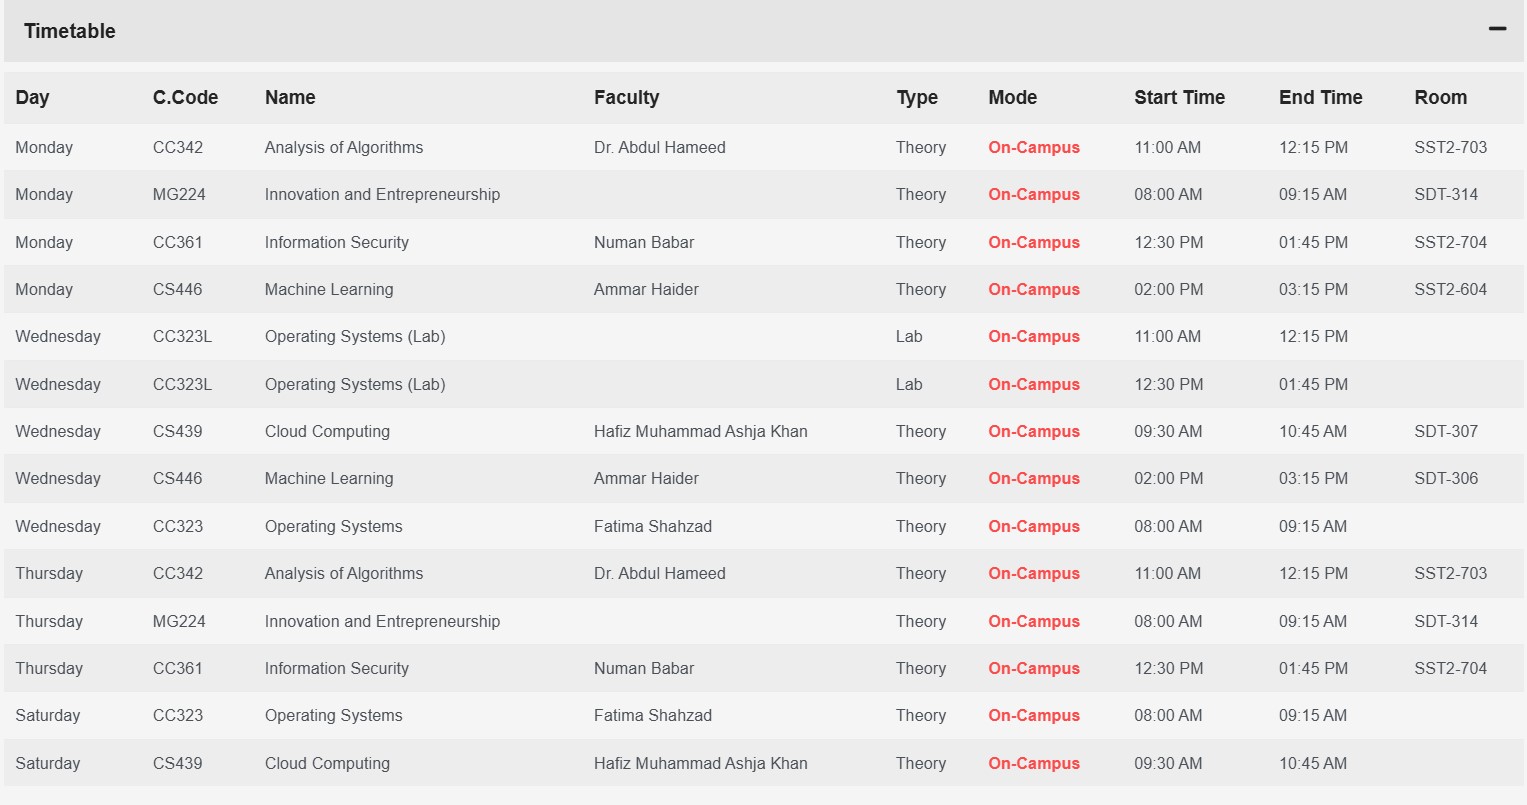 Timetable
Day C.Code Name Faculty Type Mode Start Time End Time Room
Monday CC342 Analysis of Algorithms Dr. Abdul Hameed Theory On-Campus 11:00 AM 12:15 PM SST2-703
Monday MG224 Innovation and Entrepreneurship Theory On-Campus 08:00 AM 09:15 AM SDT-314
Monday CC361 Information Security Numan Babar Theory On-Campus 12:30 PM 01:45 PM SST2-704
Monday CS446 Machine Learning Ammar Haider Theory On-Campus 02:00 PM 03:15 PM SST2-604
Wednesday CC323L Operating Systems (Lab) Lab On-Campus 11:00 AM 12:15 PM
Wednesday CC323L Operating Systems (Lab) Lab On-Campus 12:30 PM 01:45 PM
Wednesday CS439 Cloud Computing Hafiz Muhammad Ashja Khan Theory On-Campus 09:30 AM 10:45 AM SDT-307
Wednesday CS446 Machine Learning Ammar Haider Theory On-Campus 02:00 PM 03:15 PM SDT-306
Wednesday CC323 Operating Systems Fatima Shahzad Theory On-Campus 08:00 AM 09:15 AM
Thursday CC342 Analysis of Algorithms Dr. Abdul Hameed Theory On-Campus 11:00 AM 12:15 PM SST2-703
Thursday MG224 Innovation and Entrepreneurship Theory On-Campus 08:00 AM 09:15 AM SDT-314
Thursday CC361 Information Security Numan Babar Theory On-Campus 12:30 PM 01:45 PM SST2-704
Saturday CC323 Operating Systems Fatima Shahzad Theory On-Campus 08:00 AM 09:15 AM
Saturday CS439 Cloud Computing Hafiz Muhammad Ashja Khan Theory On-Campus 09:30 AM 10:45 AM